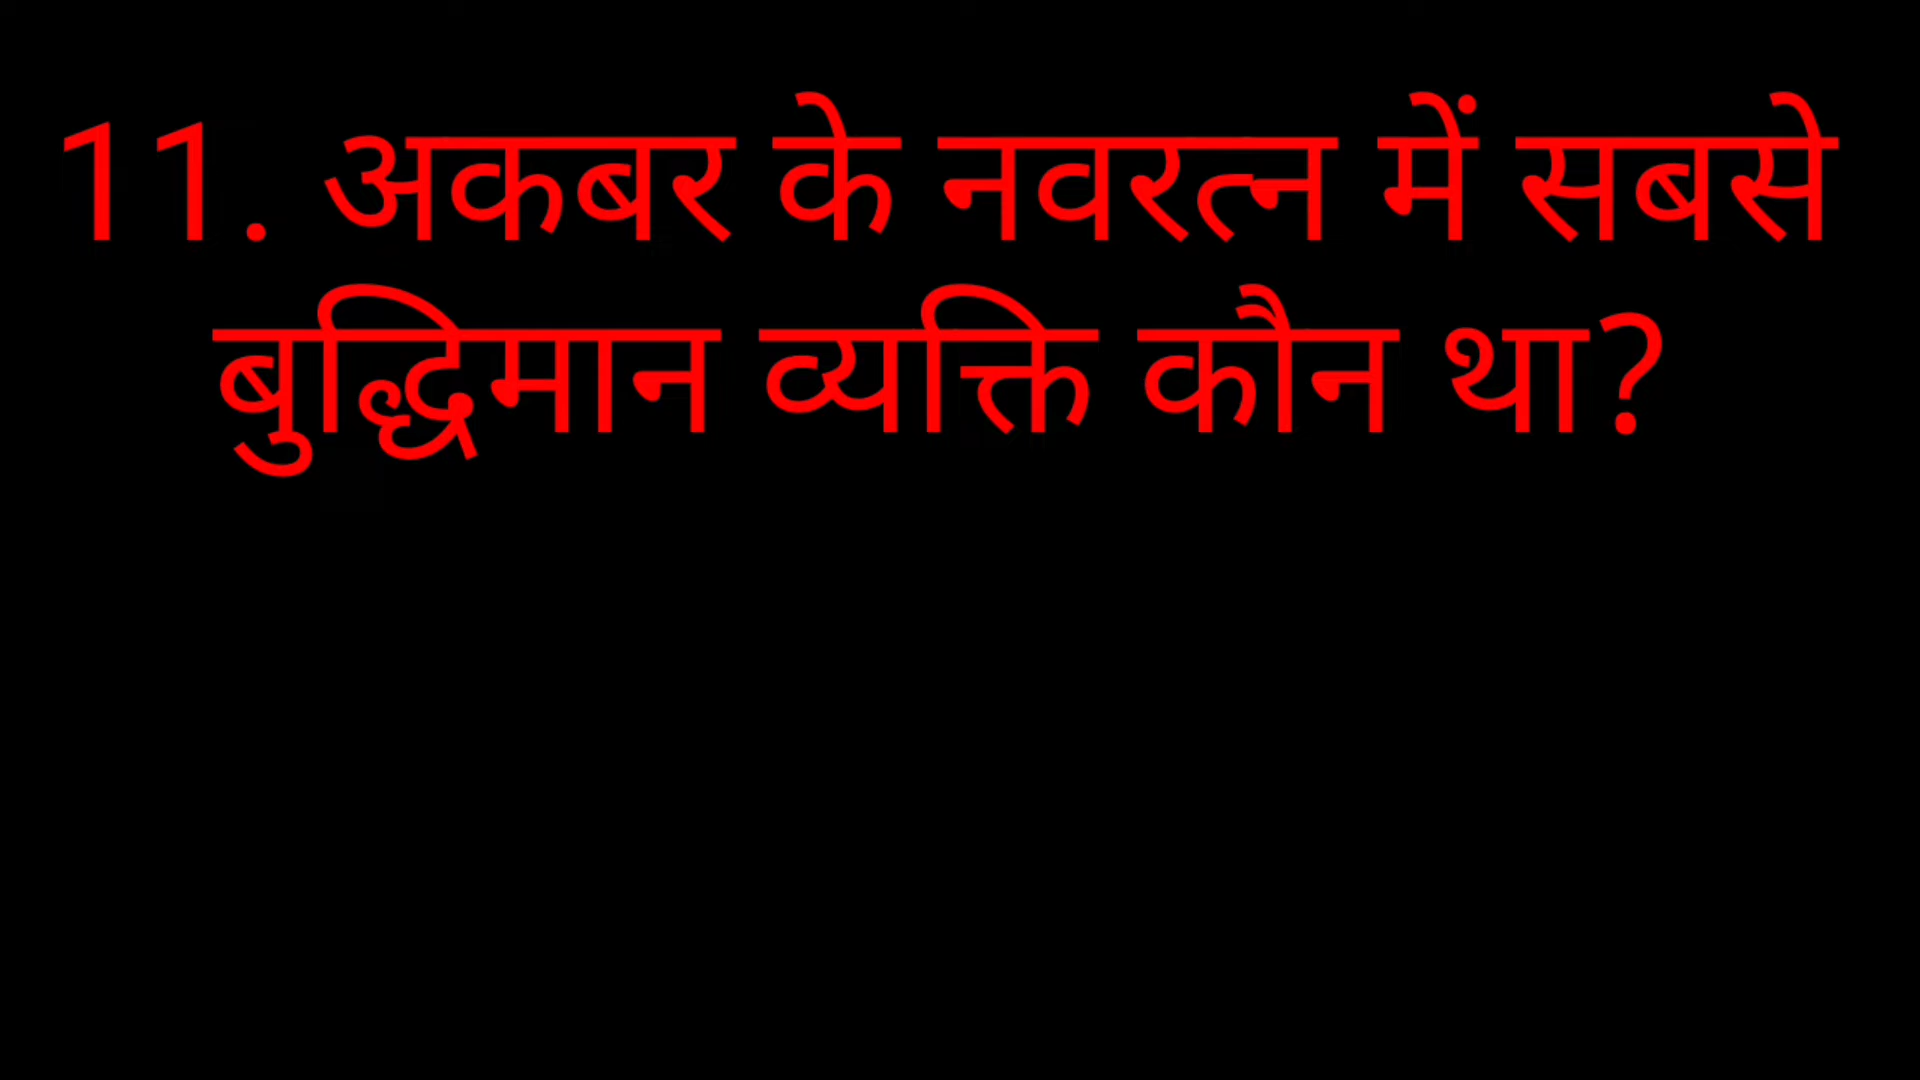 11. अकबर के नवरत्न में सबसे
बुद्धिमान व्यक्ति कौन था?